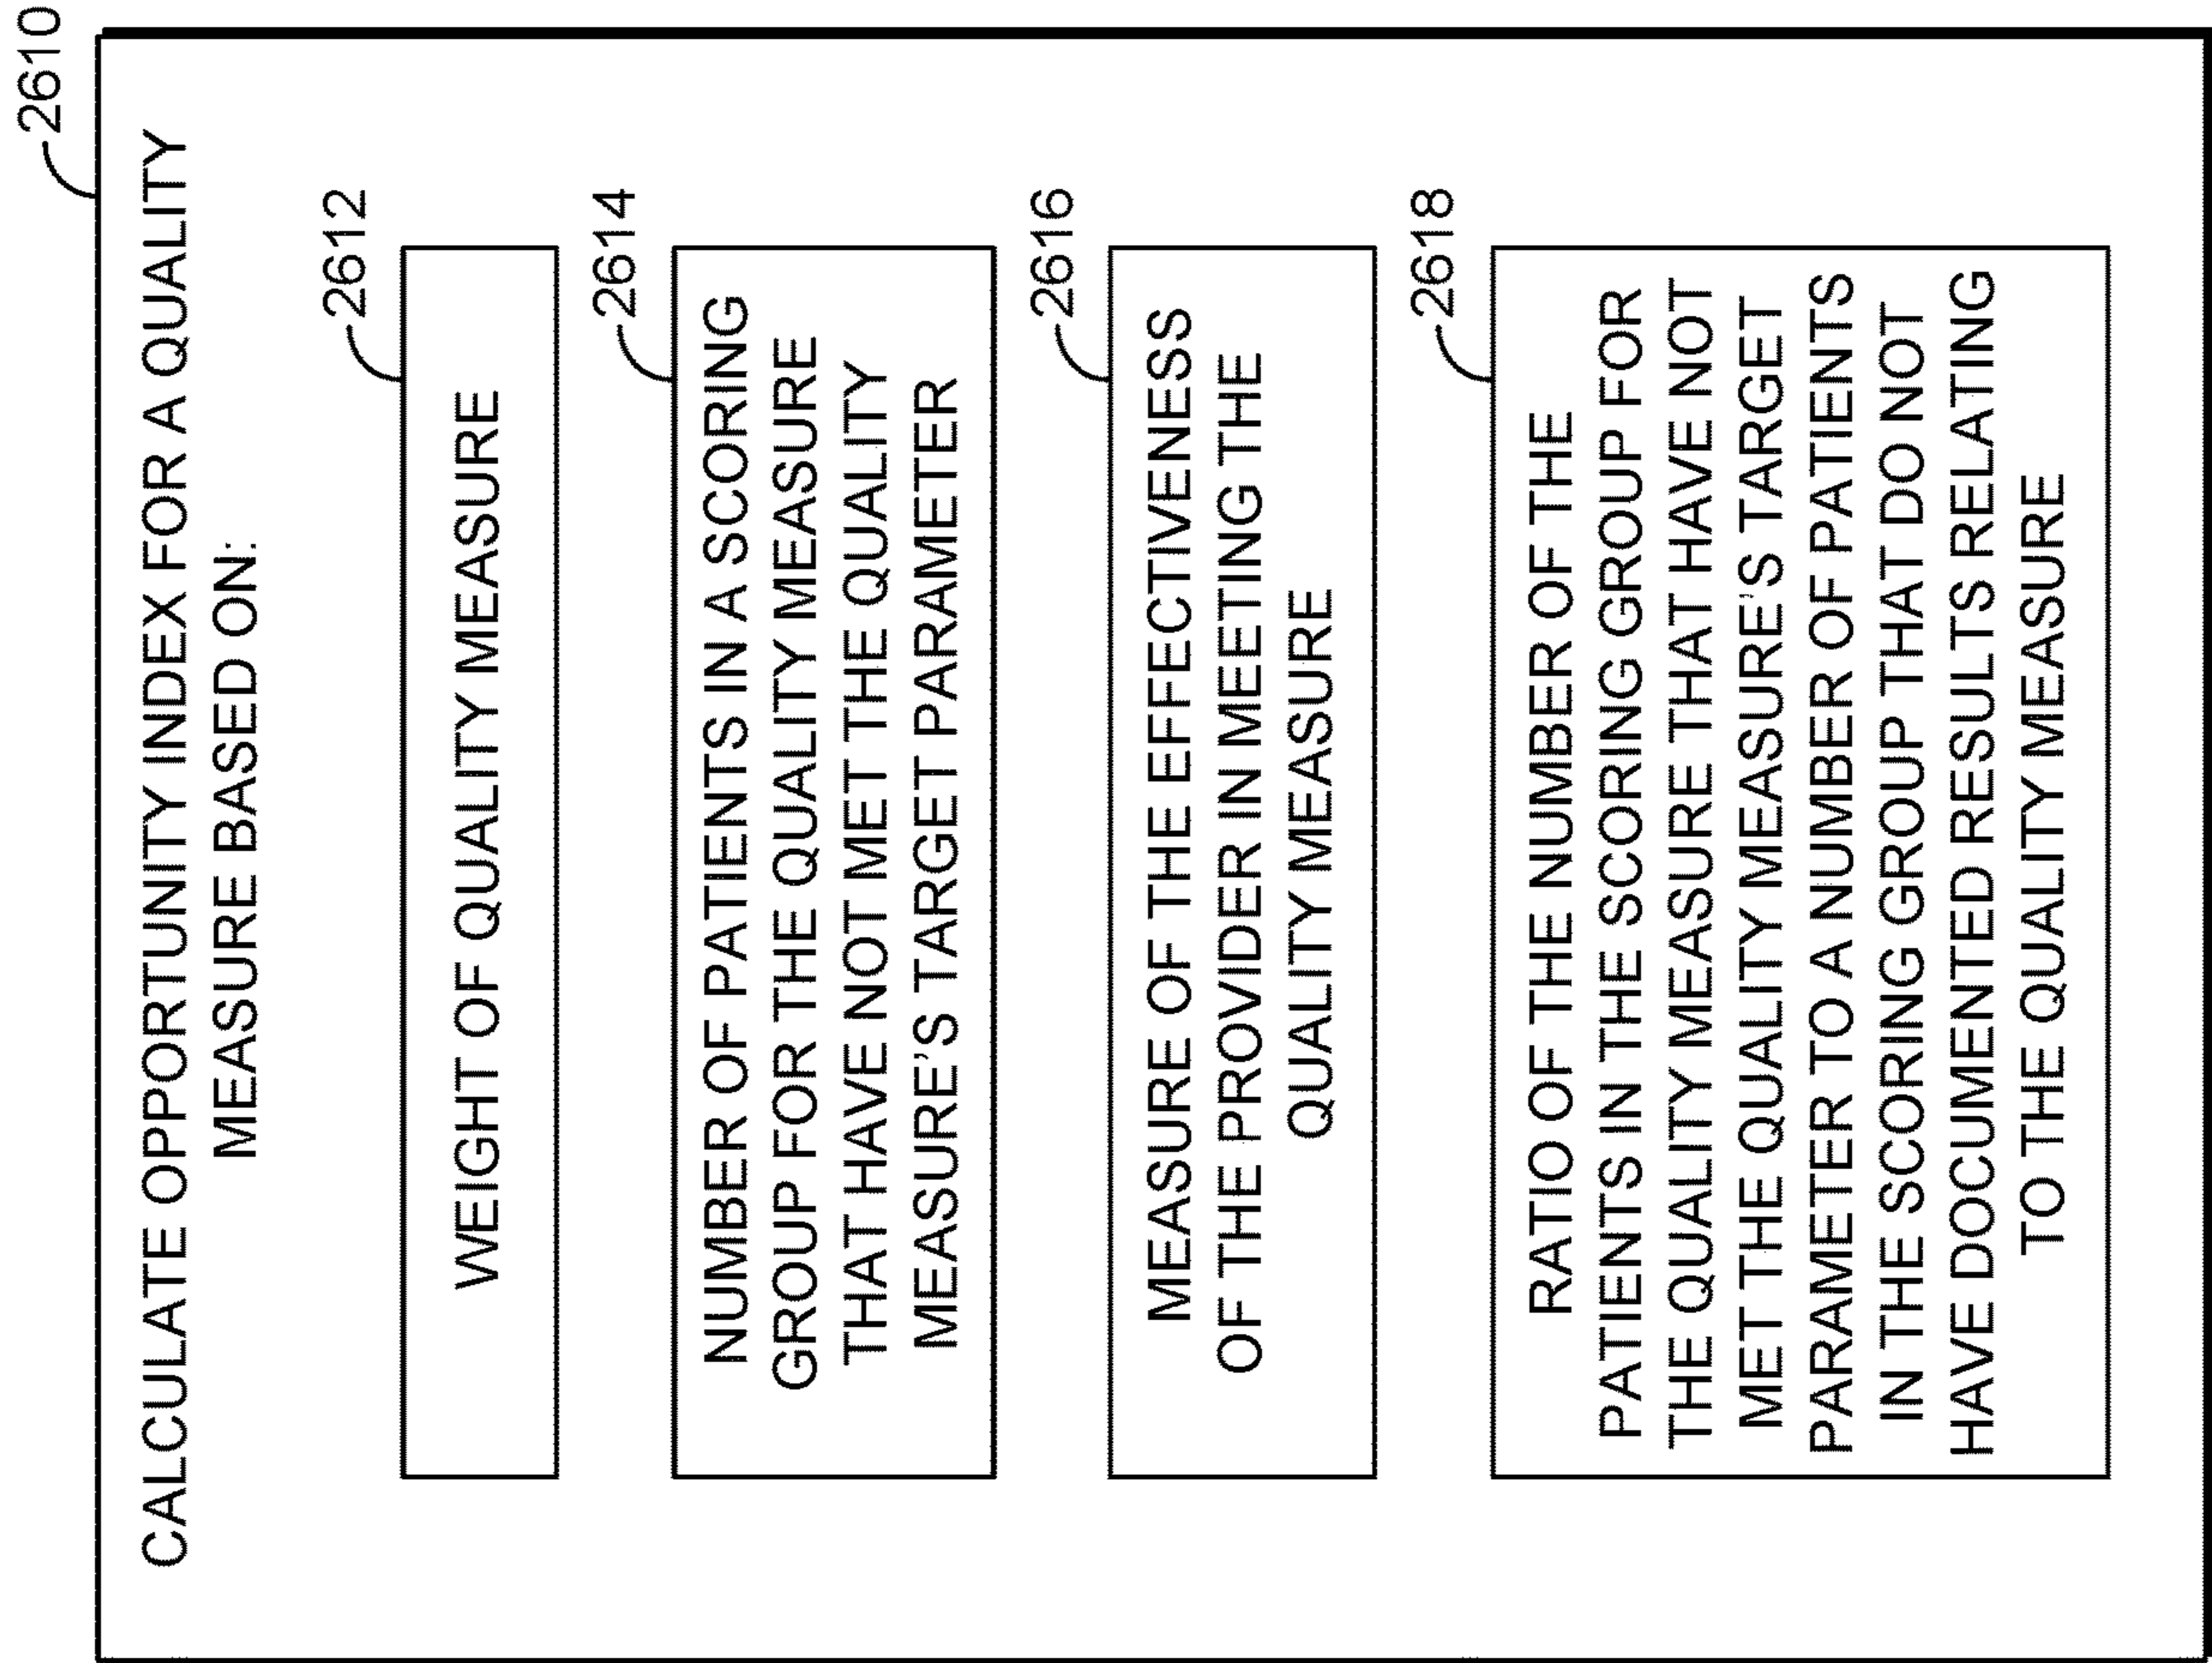 2610
CALCULATE OPPORTUNITY INDEX FOR A QUALITY
MEASURE BASED ON:
2612
WEIGHT OF QUALITY MEASURE
2614
NUMBER OF PATIENTS IN A SCORING
GROUP FOR THE QUALITY MEASURE
THAT HAVE NOT MET THE QUALITY
MEASURE'S TARGET PARAMETER
2616
MEASURE OF THE EFFECTIVENESS
OF THE PROVIDER IN MEETING THE
QUALITY MEASURE
2618
RATIO OF THE NUMBER OF THE
PATIENTS IN THE SCORING GROUP FOR
THE QUALITY MEASURE THAT HAVE NOT
MET THE QUALITY MEASURE'S TARGET
PARAMETER TO A NUMBER OF PATIENTS
IN THE SCORING GROUP THAT DO NOT
HAVE DOCUMENTED RESULTS RELATING
TO THE QUALITY MEASURE